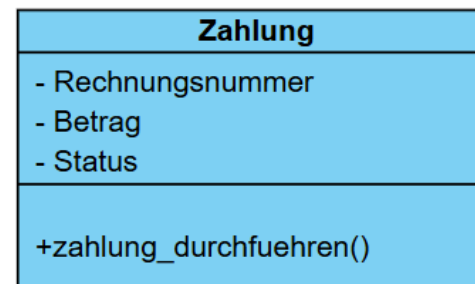 Zahlung
- Rechnungsnummer
- Betrag
- Status
+zahlung_durchfuehren()